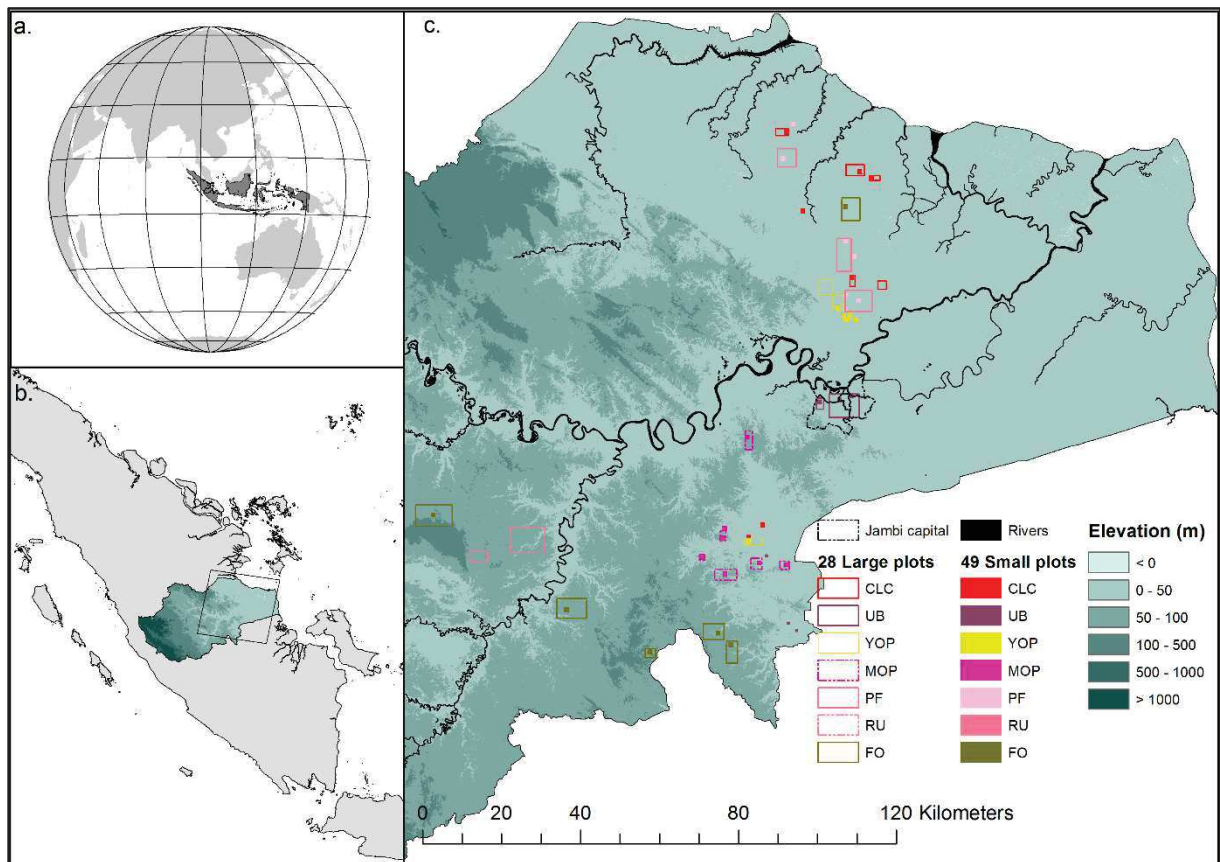 a.
b.
c.
Jambi capital
Rivers
28 Large plots
49 Small plots
CLC
CLC
UB
UB
YOP
YOP
MOP
MOP
PF
PF
RU
RU
FO
FO
Elevation (m)
< 0
0 - 50
50 - 100
100 - 500
500 - 1000
> 1000
0 20 40 80 120 Kilometers